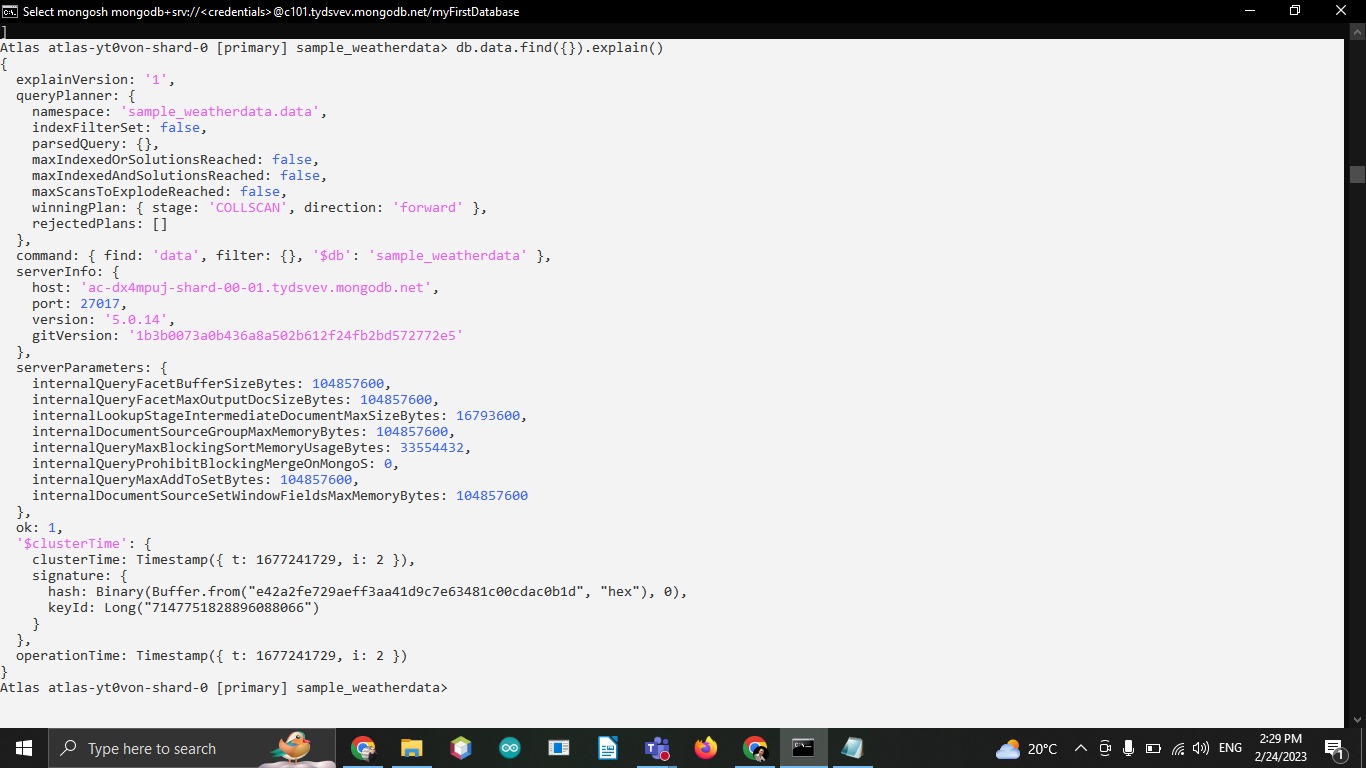 Select mongosh mongodb+srv://<credentials>@c101.tydsvev.mongodb.net/myFirstDatabase
]
Atlas atlas-yt0von-shard-0 [primary] sample_weatherdata> db.data.find({}).explain()
{
  explainVersion: '1',
  queryPlanner: {
    namespace: 'sample_weatherdata.data',
    indexFilterSet: false,
    parsedQuery: {},
    maxIndexedOrSolutionsReached: false,
    maxIndexedAndSolutionsReached: false,
    maxScansToExplodeReached: false,
    winningPlan: { stage: 'COLLSCAN', direction: 'forward' },
    rejectedPlans: []
  },
  command: { find: 'data', filter: {}, '$db': 'sample_weatherdata' },
  serverInfo: {
    host: 'ac-dx4mpuj-shard-00-01.tydsvev.mongodb.net',
    port: 27017,
    version: '5.0.14',
    gitVersion: '1b3b0073a0b436a8a502b612f24fb2bd572772e5'
  },
  serverParameters: {
    internalQueryFacetBufferSizeBytes: 104857600,
    internalQueryFacetMaxOutputDocSizeBytes: 104857600,
    internalLookupStageIntermediateDocumentMaxSizeBytes: 16793600,
    internalDocumentSourceGroupMaxMemoryBytes: 104857600,
    internalQueryMaxBlockingSortMemoryUsageBytes: 33554432,
    internalQueryProhibitBlockingMergeOnMongoS: 0,
    internalQueryMaxAddToSetBytes: 104857600,
    internalDocumentSourceSetWindowFieldsMaxMemoryBytes: 104857600
  },
  ok: 1,
  '$clusterTime': {
    clusterTime: Timestamp({ t: 1677241729, i: 2 }),
    signature: {
      hash: Binary(Buffer.from("e42a2fe729aeff3aa41d9c7e63481c00cdac0b1d", "hex"), 0),
      keyId: Long("7147751828896088066")
    }
  },
  operationTime: Timestamp({ t: 1677241729, i: 2 })
}
Atlas atlas-yt0von-shard-0 [primary] sample_weatherdata>
Type here to search
20°C
ENG
2:29 PM
2/24/2023
1